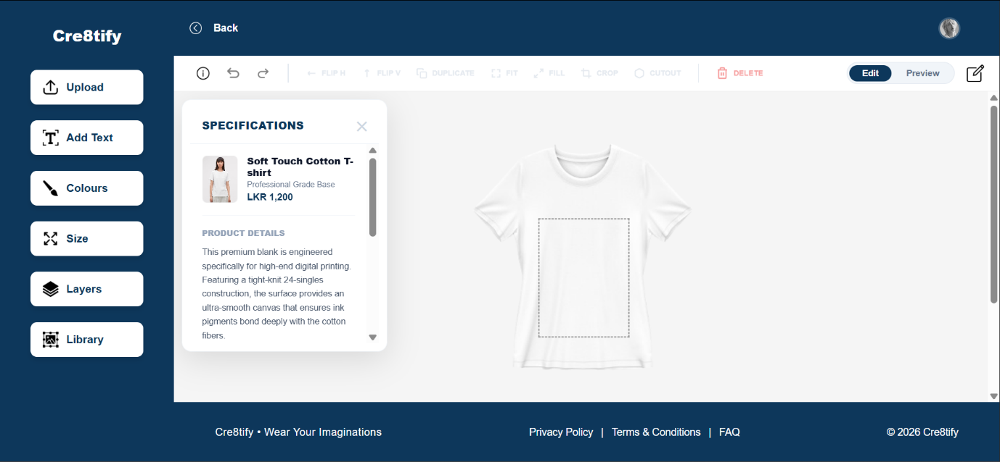 Cre8tify
Back
Upload
Add Text
Colours
Size
Layers
Library
FLIP H
FLIP V
DUPLICATE
FIT
FILL
CROP
CUTOUT
DELETE
Edit
Preview
SPECIFICATIONS
Soft Touch Cotton T-
shirt
Professional Grade Base
LKR 1,200
PRODUCT DETAILS
This premium blank is engineered
specifically for high-end digital printing.
Featuring a tight-knit 24-singles
construction, the surface provides an
ultra-smooth canvas that ensures ink
pigments bond deeply with the cotton
fibers.
Cre8tify • Wear Your Imaginations
Privacy Policy | Terms & Conditions | FAQ
© 2026 Cre8tify